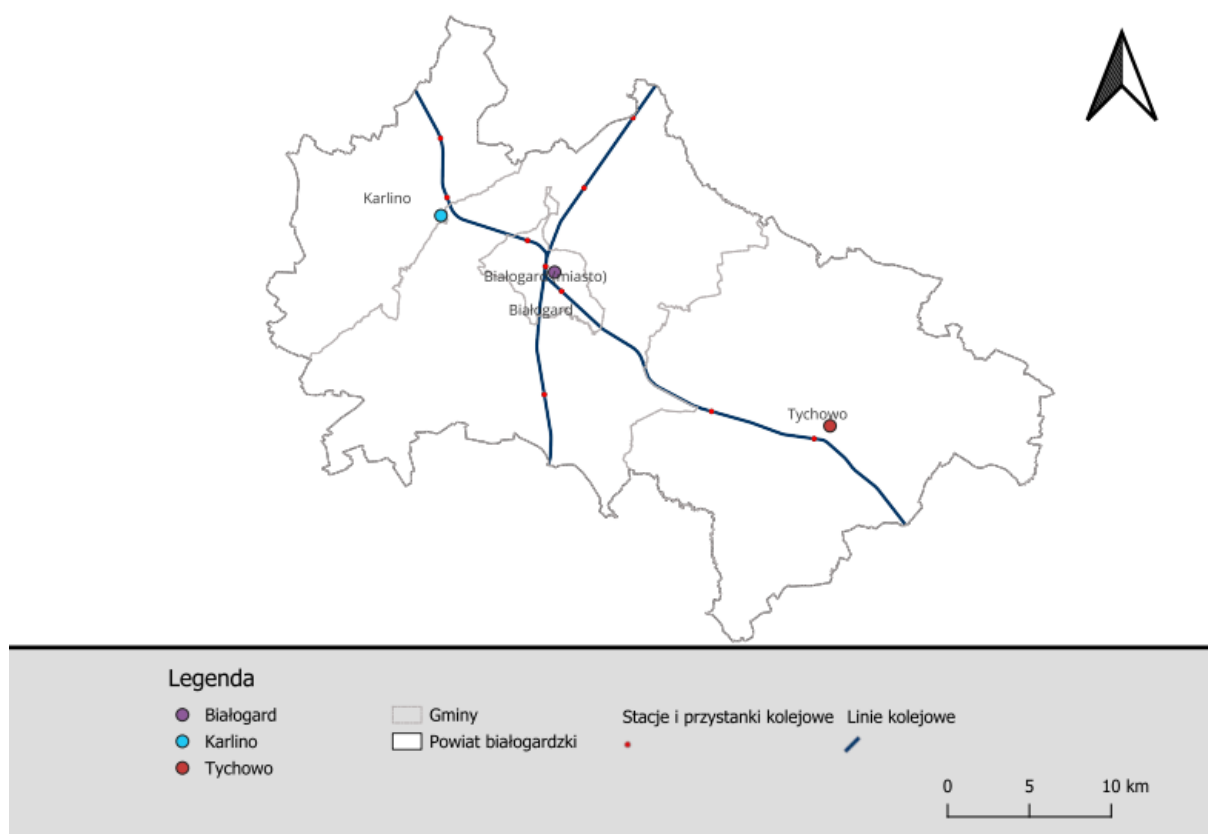 Karlino
Białogard (miasto)
Białogard
Tychowo
Legenda
Białogard
Karlino
Tychowo
Gminy
Powiat białogardzki
Stacje i przystanki kolejowe
Linie kolejowe
0 5 10 km